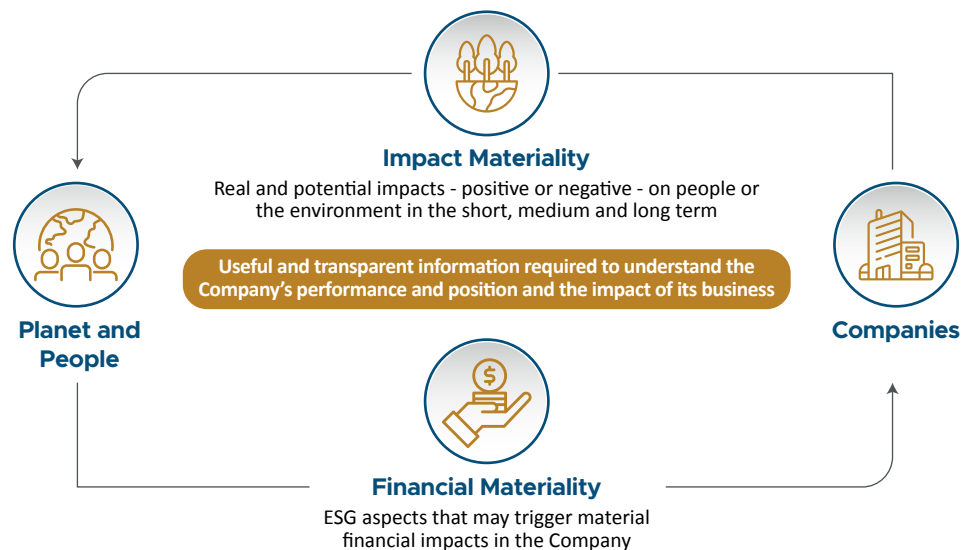 Impact Materiality
Real and potential impacts - positive or negative - on people or
the environment in the short, medium and long term
Useful and transparent information required to understand the
Company’s performance and position and the impact of its business
Planet and
People
Companies
$
Financial Materiality
ESG aspects that may trigger material
financial impacts in the Company